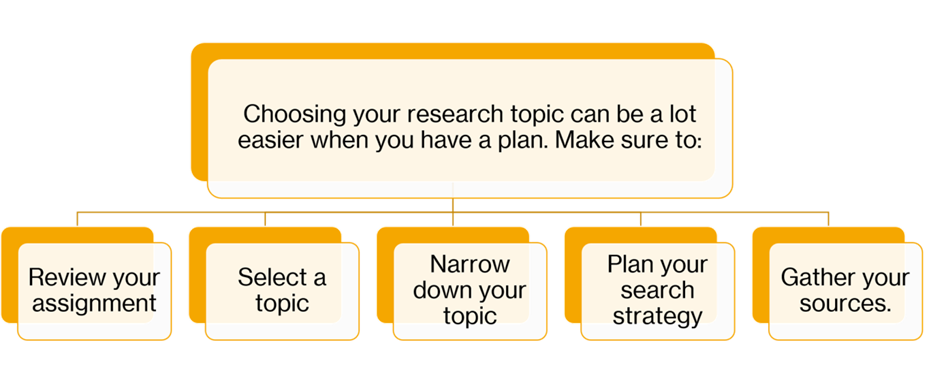 Choosing your research topic can be a lot
easier when you have a plan. Make sure to:
Review your
assignment
Select a
topic
Narrow
down your
topic
Plan your
search
strategy
Gather your
sources.